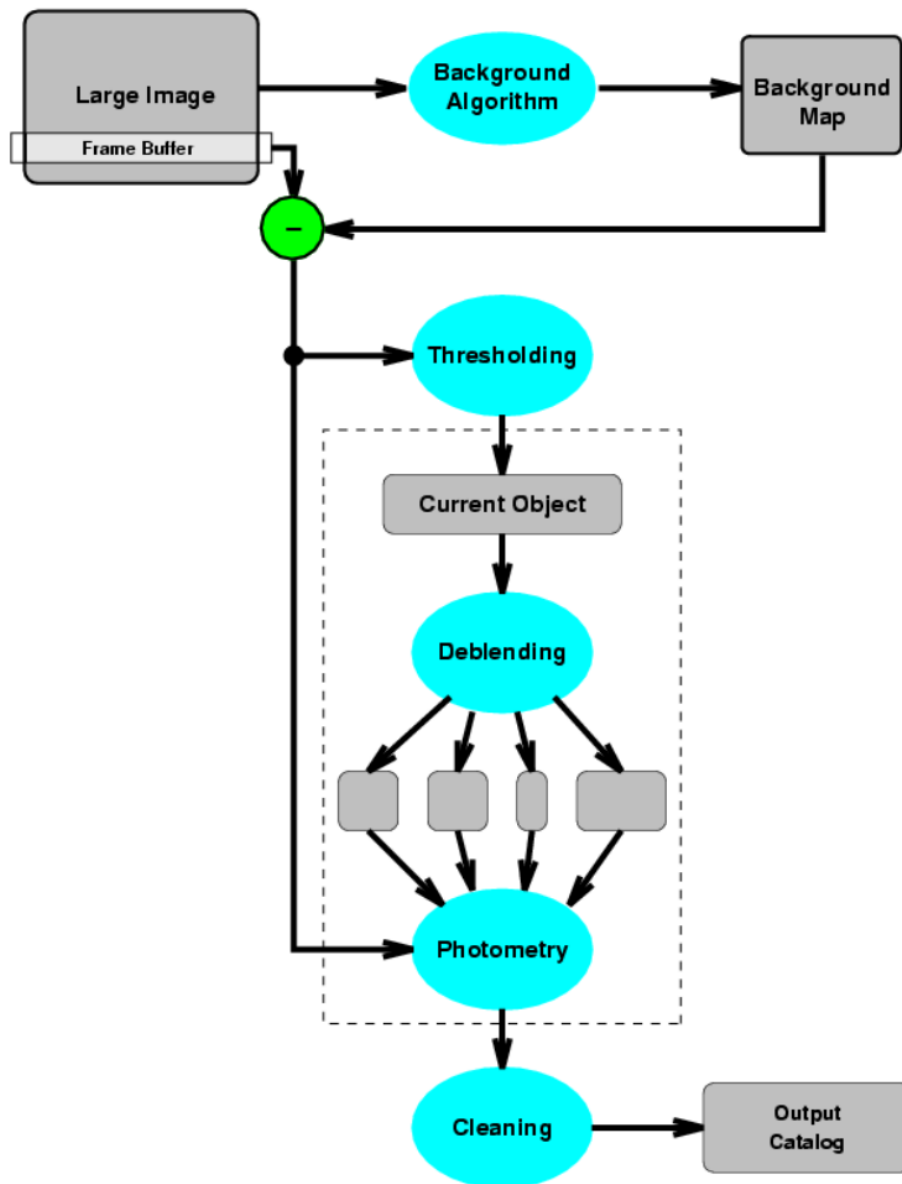 Large Image
Frame Buffer
Background
Algorithm
Background
Map
–
Thresholding
Current Object
Deblending
Photometry
Cleaning
Output
Catalog